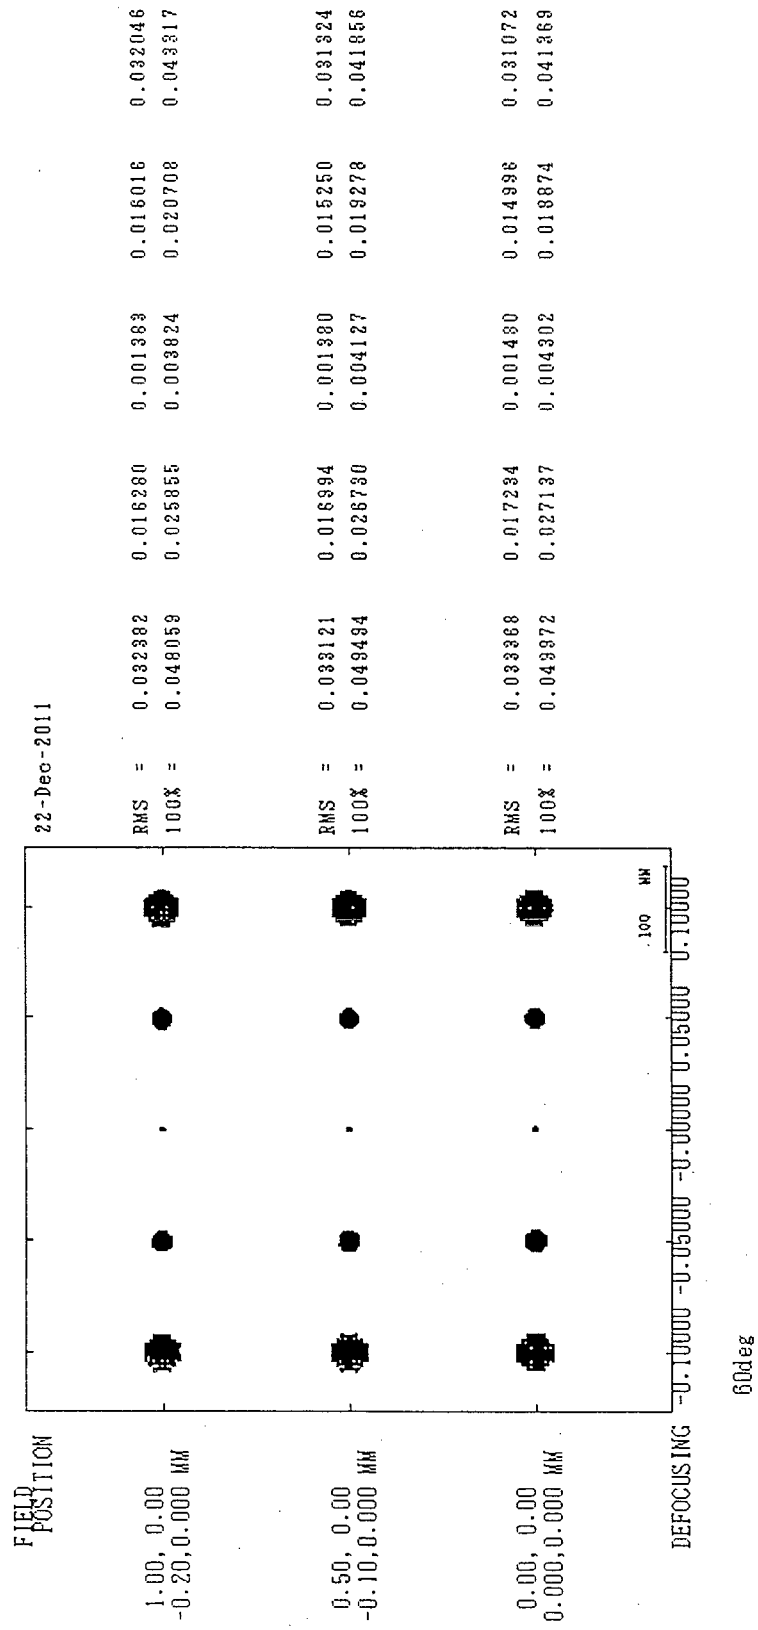 22-Dec-2011
FIELD
POSITION
1.00, 0.00
-0.20,0.000 MM
RMS = 0.032382 0.016280 0.001383 0.016016 0.032046
100% = 0.048059 0.025855 0.003824 0.020708 0.043317
0.50, 0.00
-0.10,0.000 MM
RMS = 0.033121 0.016994 0.001380 0.015250 0.031324
100% = 0.049494 0.026730 0.004127 0.019278 0.041856
0.00, 0.00
0.000,0.000 MM
RMS = 0.033368 0.017234 0.001480 0.014996 0.031072
100% = 0.049972 0.027137 0.004302 0.018874 0.041369
.100 MM
DEFOCUSING -0.10000 -0.05000 -0.00000 0.05000 0.10000
60deg